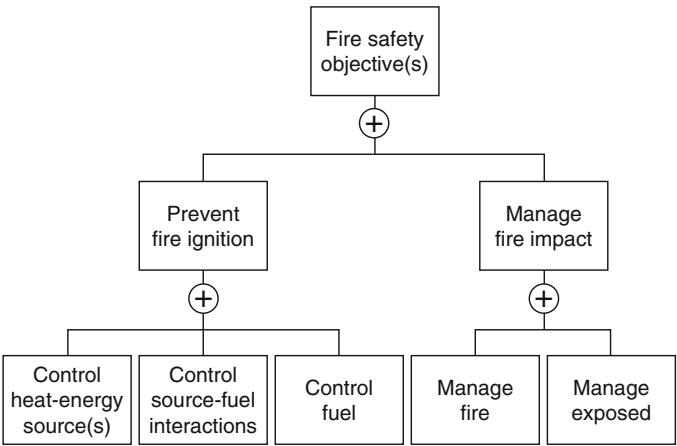 Fire safety
objective(s)
+
Prevent
fire ignition
Manage
fire impact
+
+
Control
heat-energy
source(s)
Control
source-fuel
interactions
Control
fuel
Manage
fire
Manage
exposed